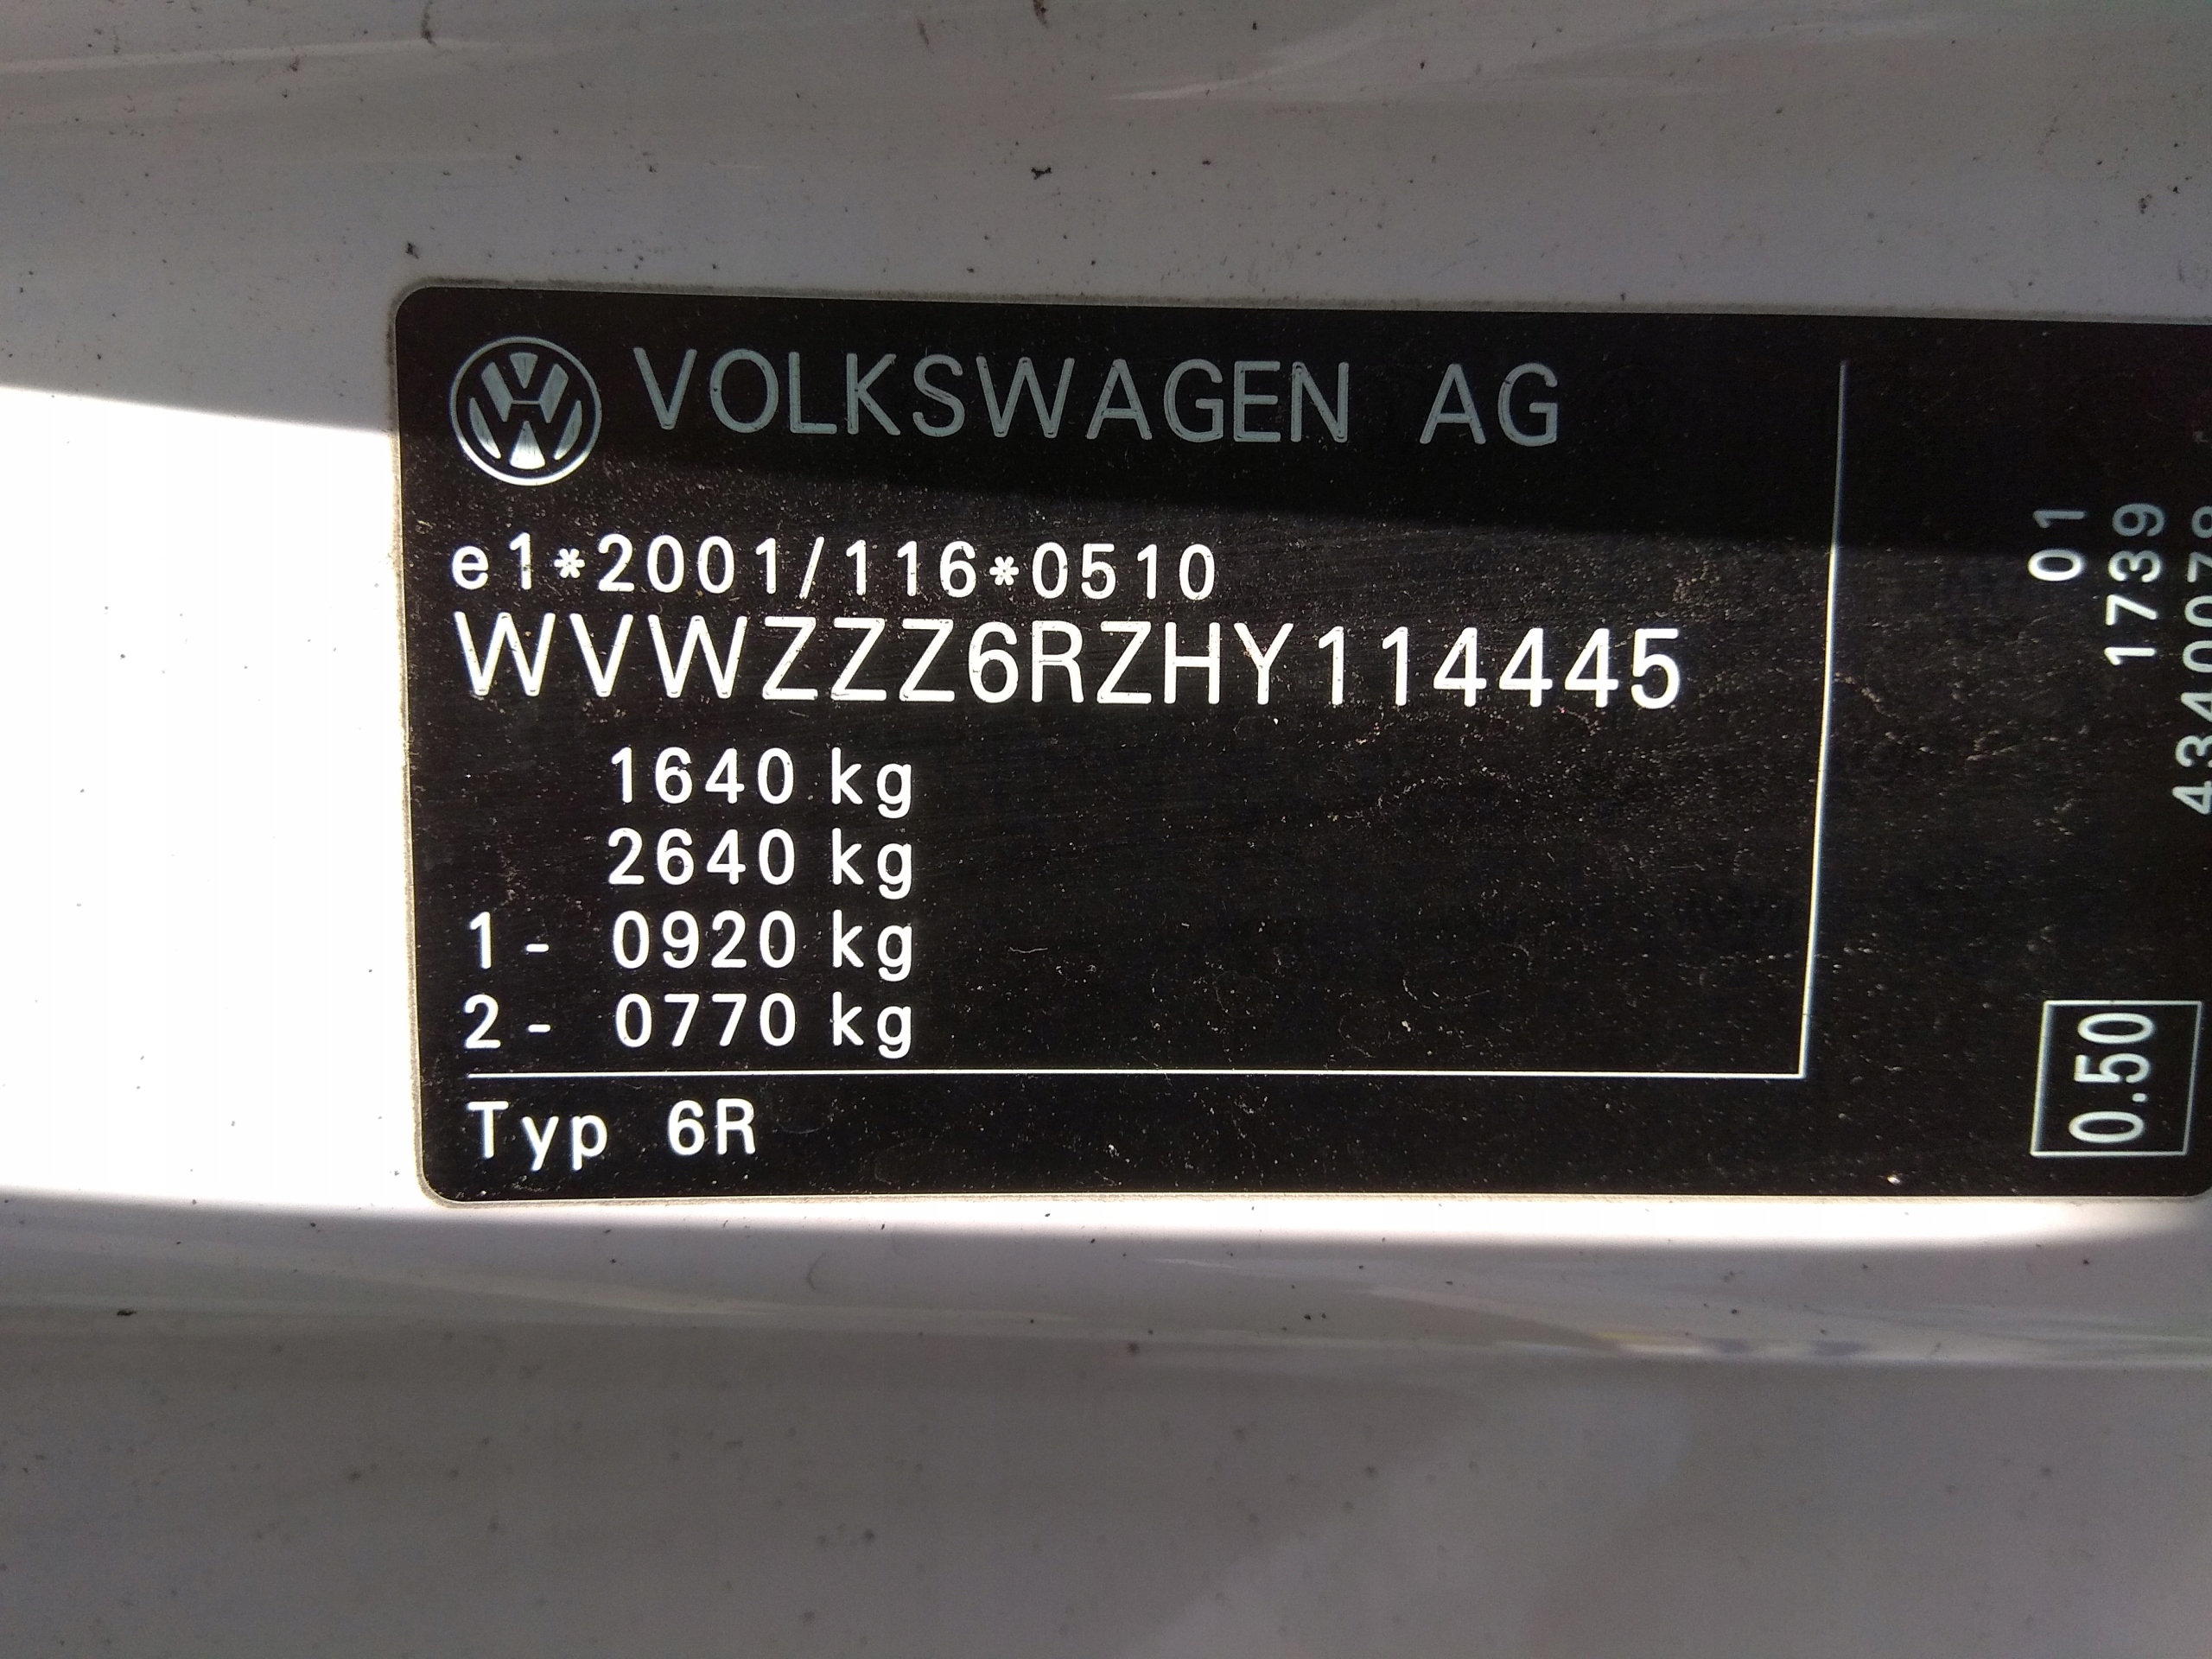 VOLKSWAGEN AG
e1*2001/116*0510
WVWZZZ6RZHY114445
1640 kg
2640 kg
1- 0920 kg
2- 0770 kg
Typ 6R
01
1739
0.50